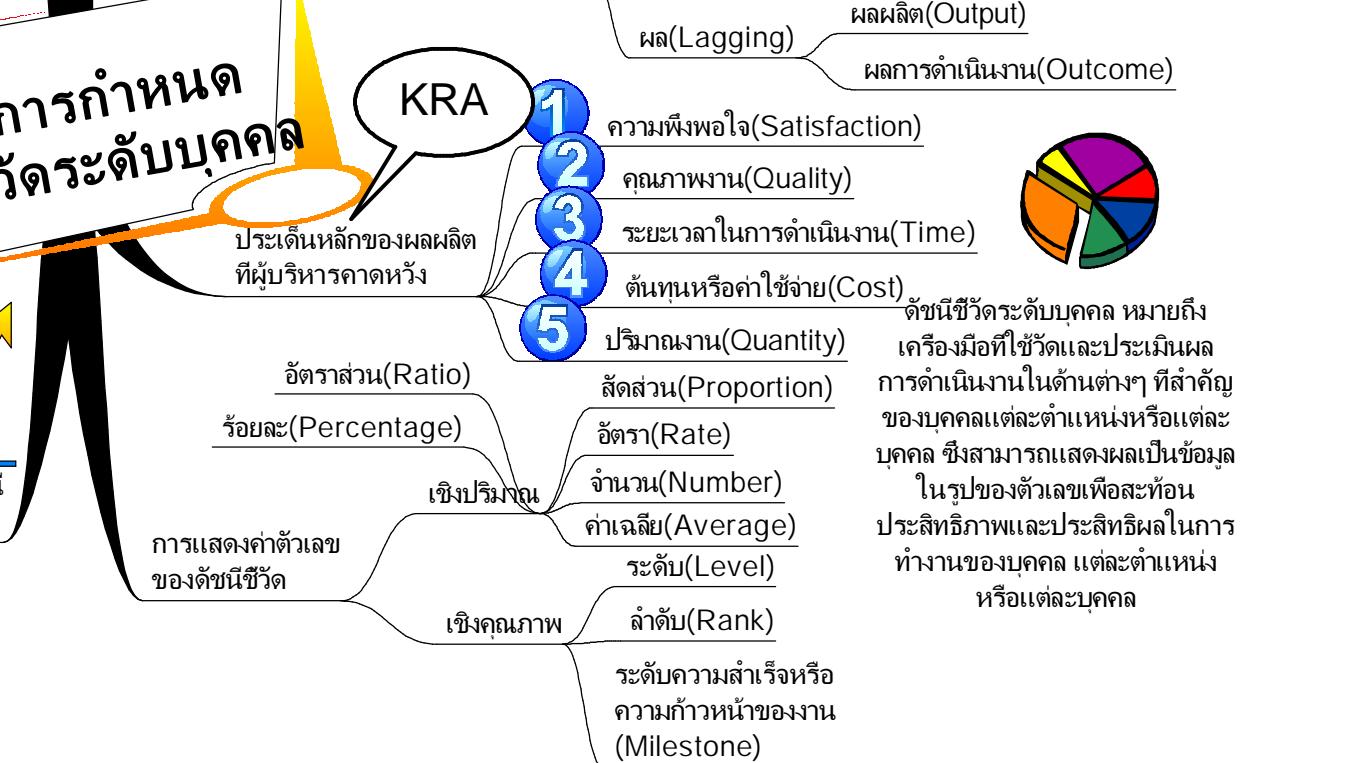 ผลผลิต(Output)
ผล(Lagging)
ผลการดำเนินงาน(Outcome)
การกำหนด
วัดระดับบุคคล
KRA
1
ความพึงพอใจ(Satisfaction)
2
คุณภาพงาน(Quality)
3
ระยะเวลาในการดำเนินงาน(Time)
ประเด็นหลักของผลผลิต
ที่ผู้บริหารคาดหวัง
4
ต้นทุนหรือค่าใช้จ่าย(Cost)
5
ปริมาณงาน(Quantity)
ดัชนีชี้วัดระดับบุคคล หมายถึง
เครื่องมือที่ใช้วัดและประเมินผล
การดำเนินงานในด้านต่างๆ ที่สำคัญ
ของบุคคลแต่ละตำแหน่งหรือแต่ละ
บุคคล ซึ่งสามารถแสดงผลเป็นข้อมูล
ในรูปของตัวเลขเพื่อสะท้อน
ประสิทธิภาพและประสิทธิผลในการ
ทำงานของบุคคล แต่ละตำแหน่ง
หรือแต่ละบุคคล
อัตราส่วน(Ratio)
สัดส่วน(Proportion)
ร้อยละ(Percentage)
อัตรา(Rate)
เชิงปริมาณ
จำนวน(Number)
ค่าเฉลี่ย(Average)
การแสดงค่าตัวเลข
ของดัชนีชี้วัด
ระดับ(Level)
เชิงคุณภาพ
ลำดับ(Rank)
ระดับความสำเร็จหรือ
ความก้าวหน้าของงาน
(Milestone)